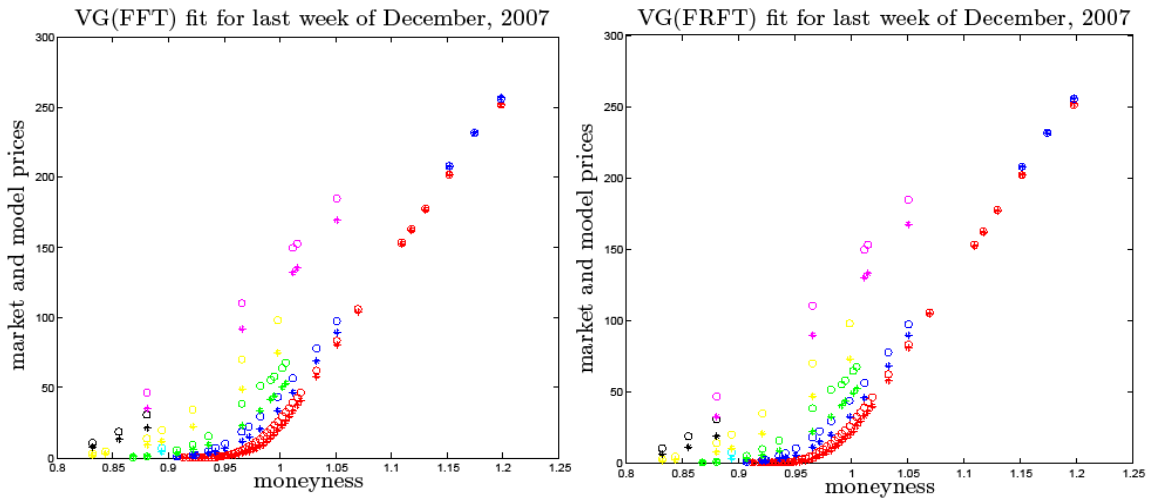 VG(FFT) fit for last week of December, 2007
300
250
200
150
100
50
0
0.8 0.85 0.9 0.95 1 1.05 1.1 1.15 1.2 1.25
market and model prices
moneyness
VG(FRFT) fit for last week of December, 2007
300
250
200
150
100
50
0
0.8 0.85 0.9 0.95 1 1.05 1.1 1.15 1.2 1.25
market and model prices
moneyness